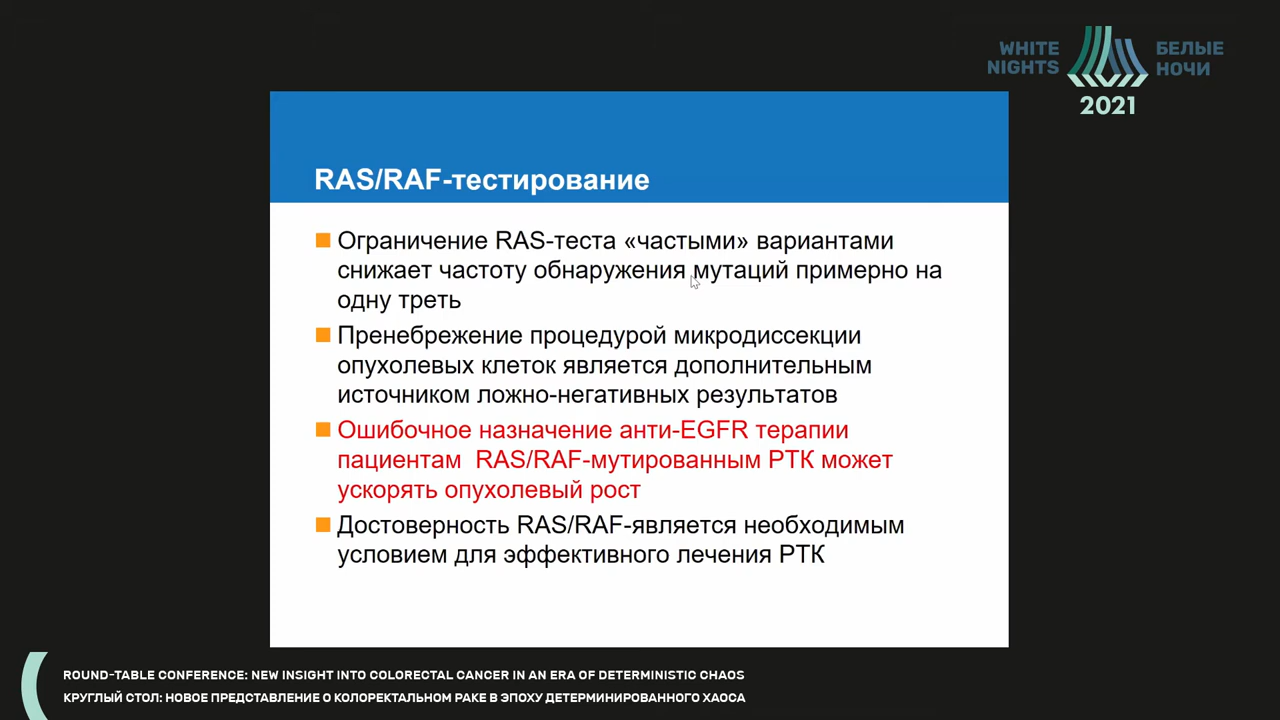 WHITE
NIGHTS
БЕЛЫЕ
НОЧИ
2021
RAS/RAF-тестирование
Ограничение RAS-теста «частыми» вариантами
снижает частоту обнаружения мутаций примерно на
одну треть
Пренебрежение процедурой микродиссекции
опухолевых клеток является дополнительным
источником ложно-негативных результатов
Ошибочное назначение анти-EGFR терапии
пациентам RAS/RAF-мутированным РТК может
ускорять опухолевый рост
Достоверность RAS/RAF-является необходимым
условием для эффективного лечения РТК
ROUND-TABLE CONFERENCE: NEW INSIGHT INTO COLORECTAL CANCER IN AN ERA OF DETERMINISTIC CHAOS
КРУГЛЫЙ СТОЛ: НОВОЕ ПРЕДСТАВЛЕНИЕ О КОЛОРЕКТАЛЬНОМ РАКЕ В ЭПОХУ ДЕТЕРМИНИРОВАННОГО ХАОСА